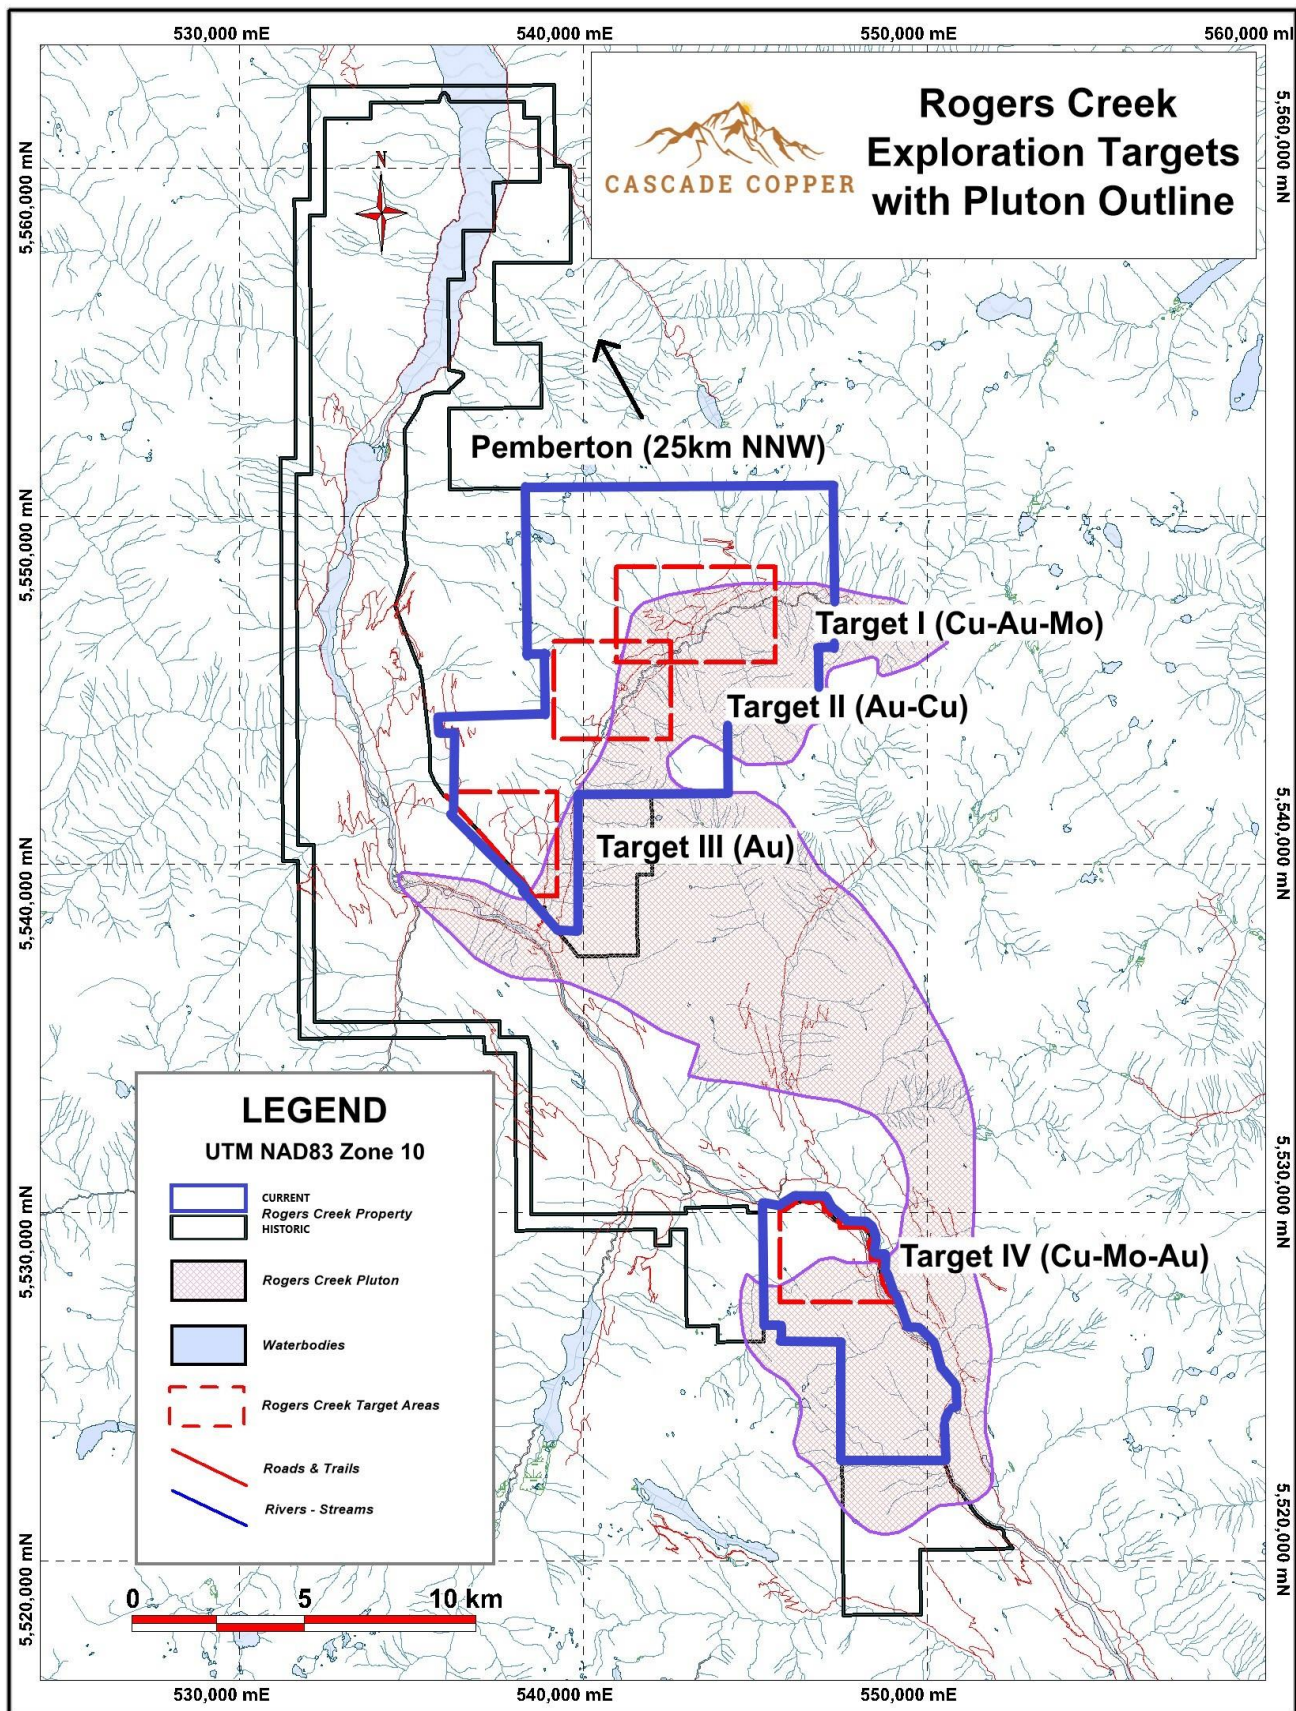 530,000 mE
540,000 mE
550,000 mE
560,000 mE
CASCADE COPPER
Rogers Creek
Exploration Targets
with Pluton Outline
N
5,560,000 mN
5,560,000 mN
Pemberton (25km NNW)
5,550,000 mN
Target I (Cu-Au-Mo)
Target II (Au-Cu)
Target III (Au)
5,540,000 mN
5,540,000 mN
LEGEND
UTM NAD83 Zone 10
CURRENT
Rogers Creek Property
HISTORIC
Rogers Creek Pluton
Waterbodies
Rogers Creek Target Areas
Roads & Trails
Rivers - Streams
5,530,000 mN
5,530,000 mN
Target IV (Cu-Mo-Au)
5,520,000 mN
5,520,000 mN
0 5 10 km
530,000 mE
540,000 mE
550,000 mE